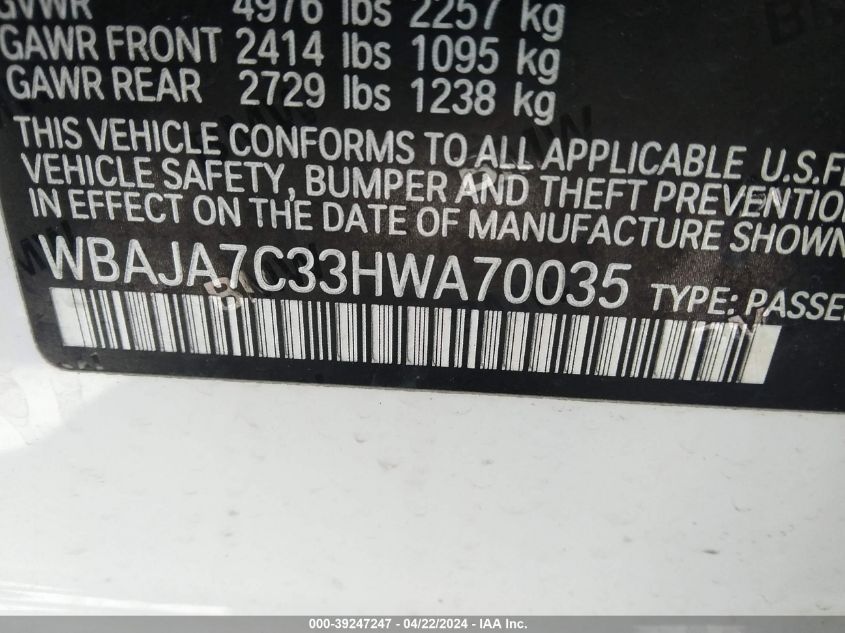 GVWR 4976 lbs 2257 kg
GAWR FRONT 2414 lbs 1095 kg
GAWR REAR 2729 lbs 1238 kg
THIS VEHICLE CONFORMS TO ALL APPLICABLE U.S.FE
VEHICLE SAFETY, BUMPER AND THEFT PREVENTION
IN EFFECT ON THE DATE OF MANUFACTURE SHOWN
WBAJA7C33HWA70035 TYPE: PASSE
000-39247247 - 04/22/2024 - IAA Inc.